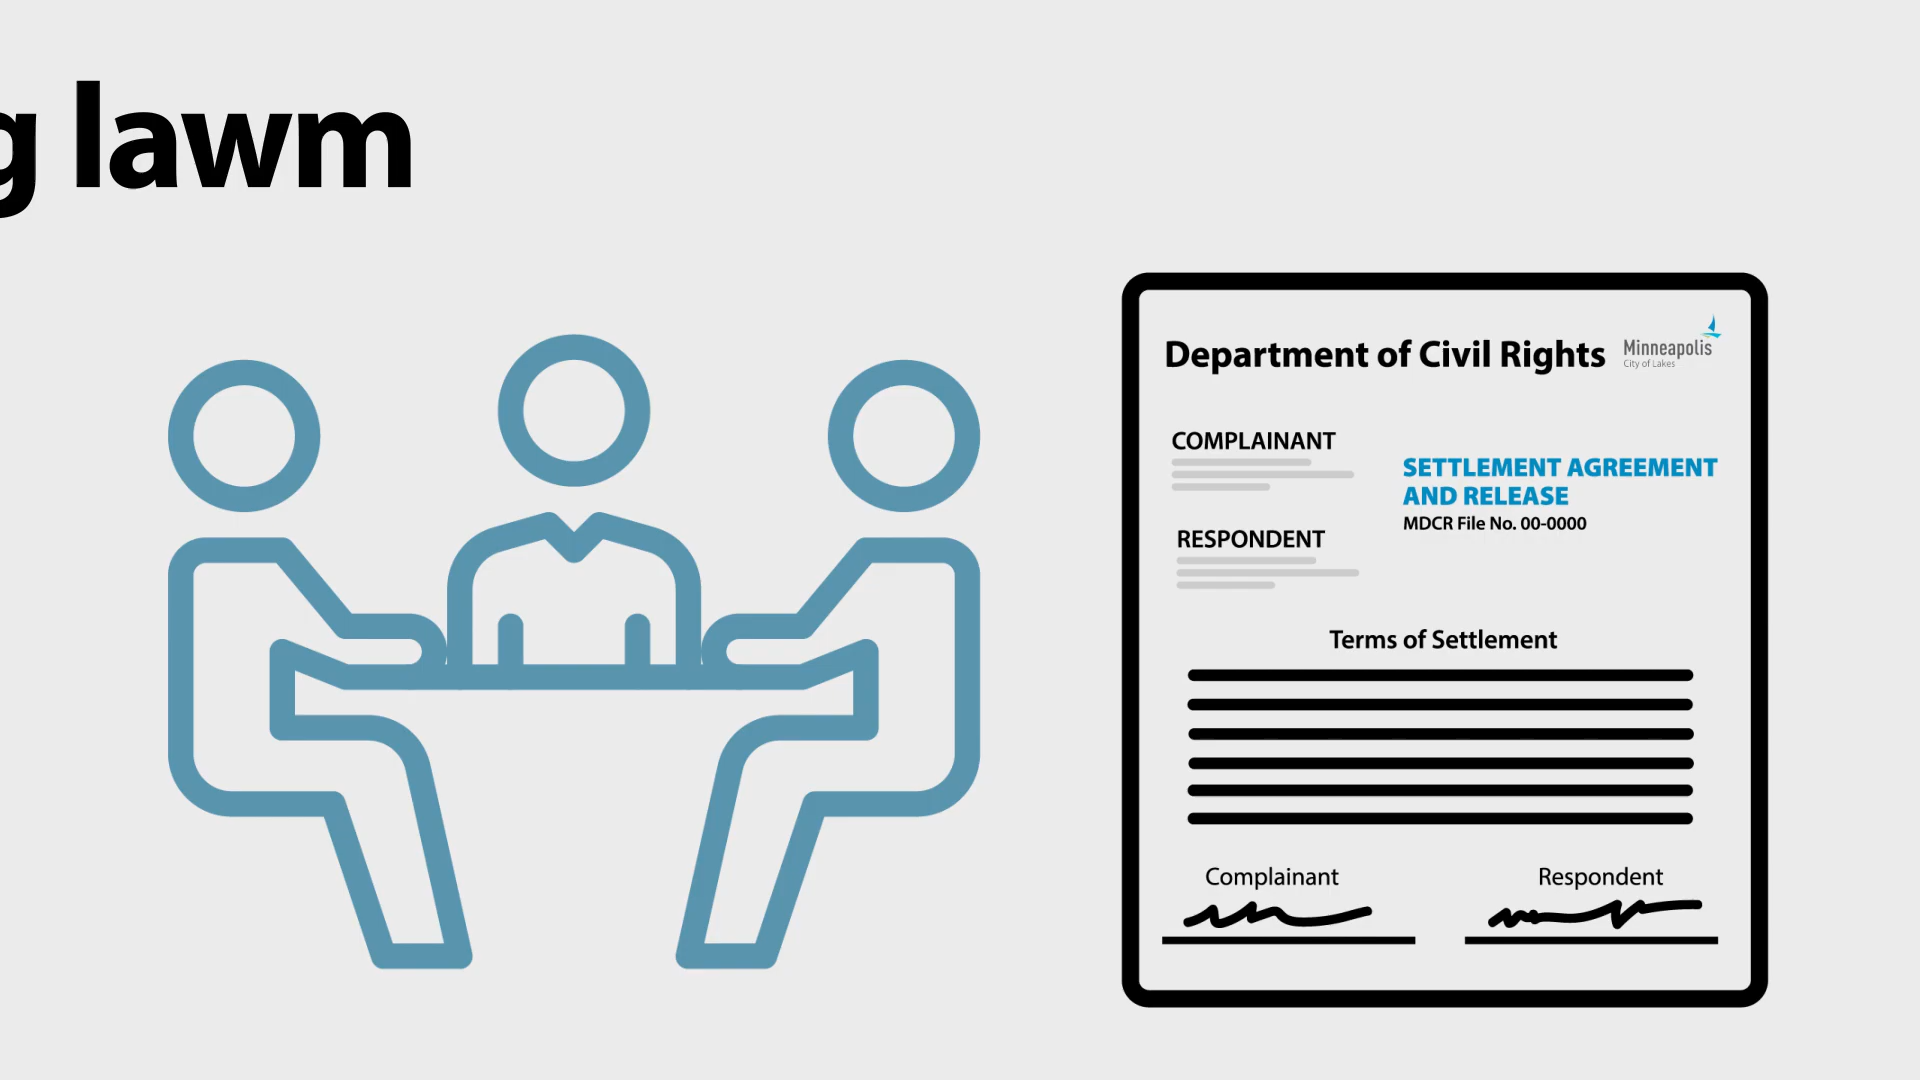 g lawm
Department of Civil Rights
Minneapolis
City of Lakes
COMPLAINANT
SETTLEMENT AGREEMENT
AND RELEASE
MDCR File No. 00-0000
RESPONDENT
Terms of Settlement
Complainant
Respondent